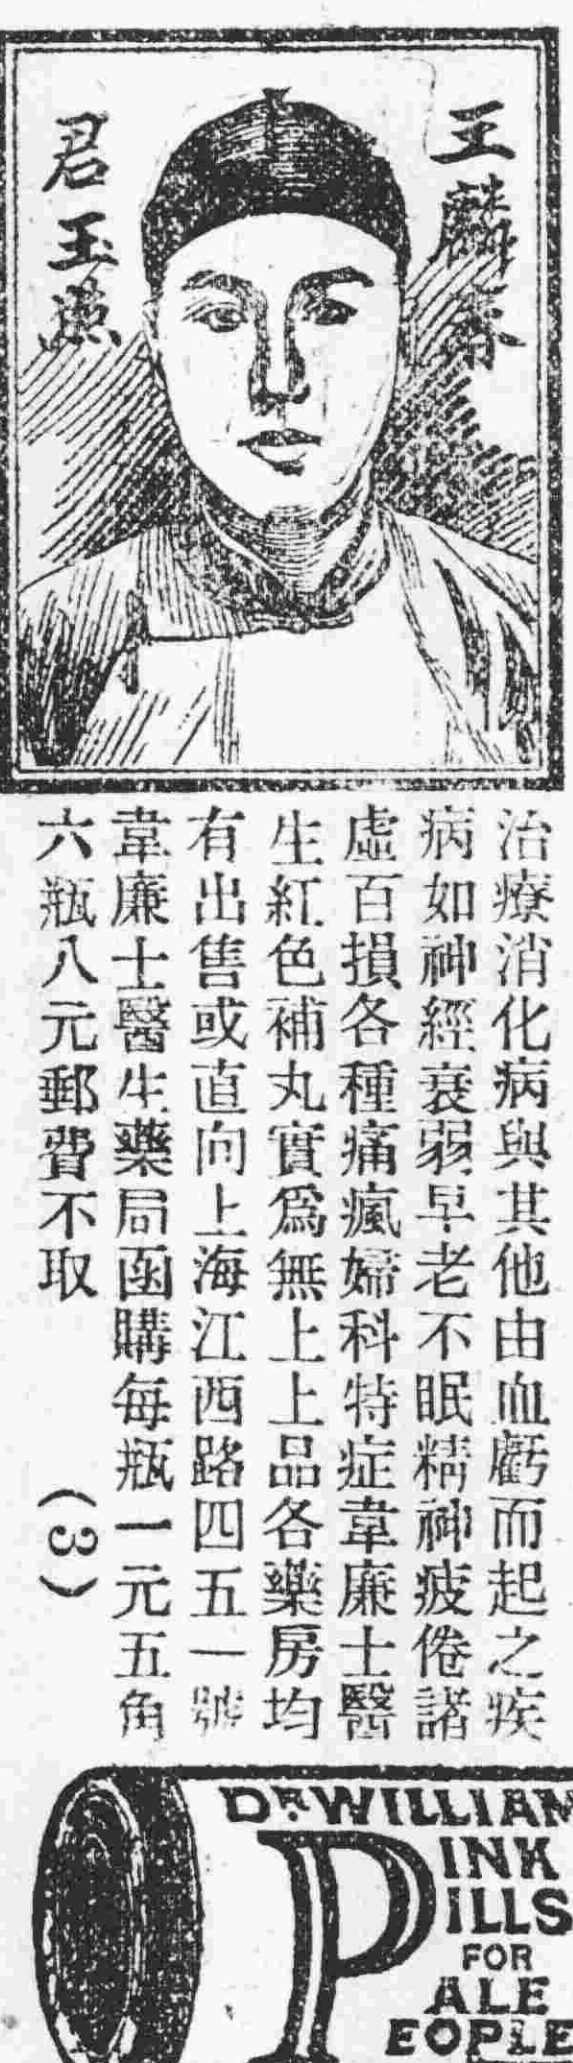 王麟春
君玉燕
治療消化病與其他由血虧而起之疾
病如神經衰弱早老不眠精神疲倦諸
虛百損各種痛瘋婦科特症韋廉士醫
生紅色補丸實爲無上上品各藥房均
有出售或直向上海江西路四五一號
韋廉士醫生藥局函購每瓶一元五角
六瓶八元郵費不取
(3)
DR WILLIAM
PINK
PILLS
FOR
PALE
PEOPLE